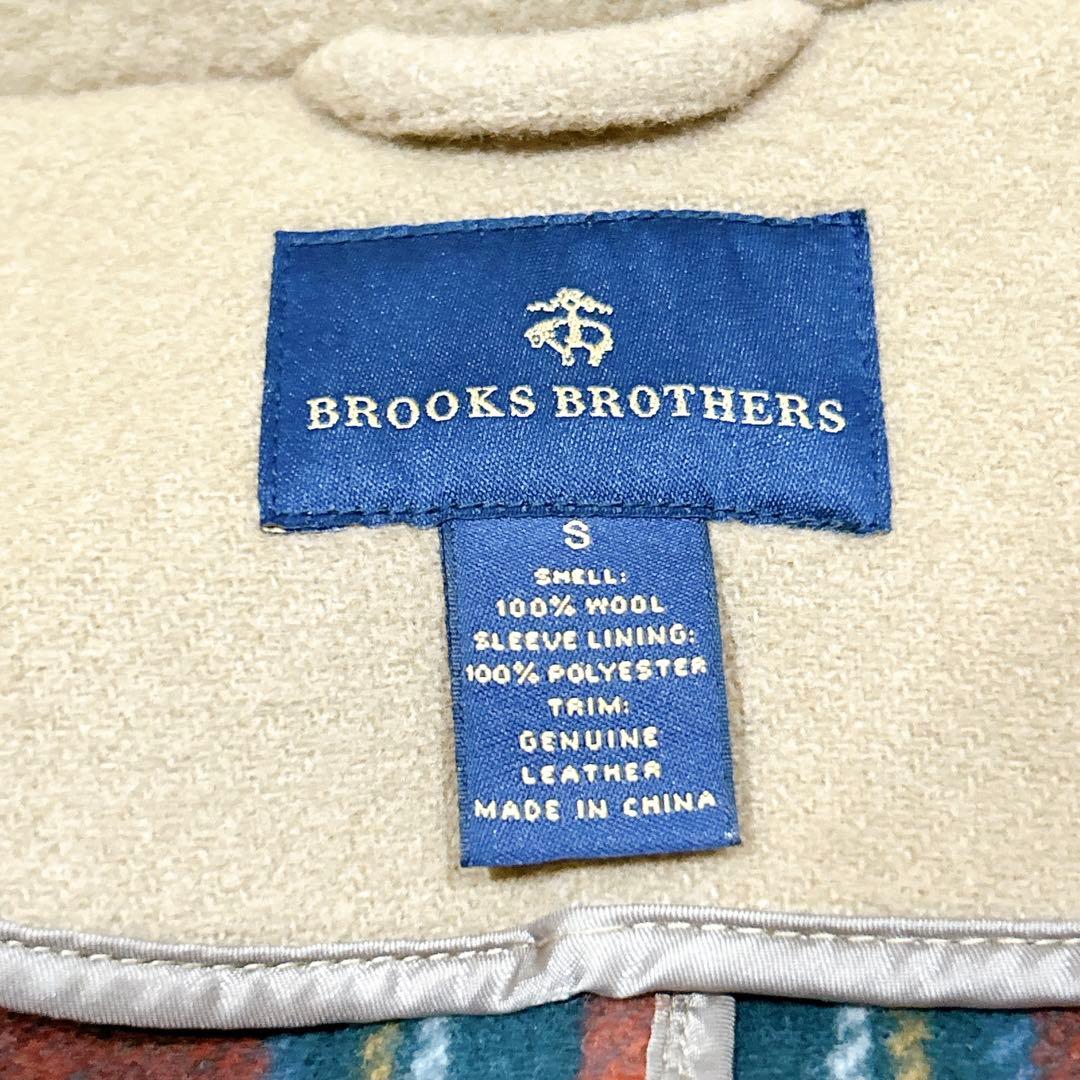 BROOKS BROTHERS
S
SHELL:
100% WOOL
SLEEVE LINING:
100% POLYESTER
TRIM:
GENUINE
LEATHER
MADE IN CHINA